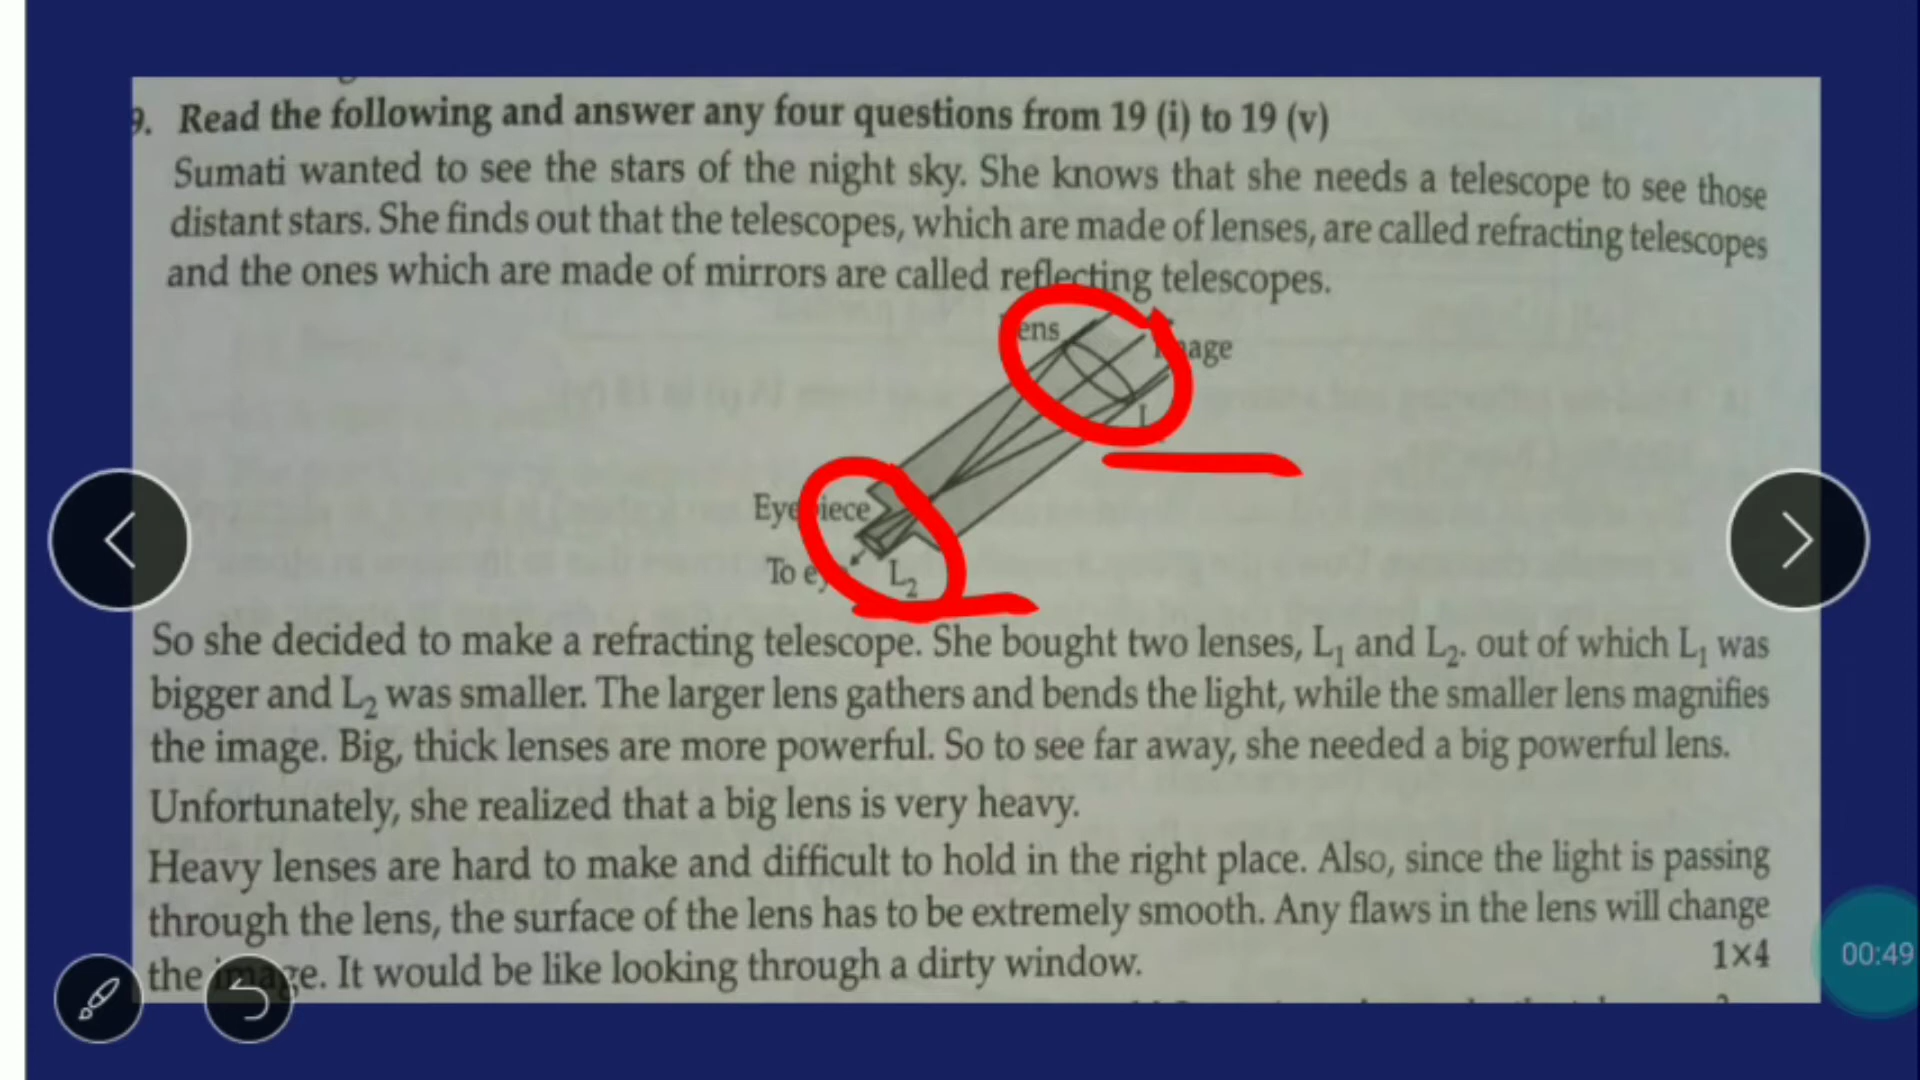 9. Read the following and answer any four questions from 19 (i) to 19 (v)
Sumati wanted to see the stars of the night sky. She knows that she needs a telescope to see those
distant stars. She finds out that the telescopes, which are made of lenses, are called refracting telescopes
and the ones which are made of mirrors are called reflecting telescopes.
ens
age
L
Eye iece
To e
L₂
So she decided to make a refracting telescope. She bought two lenses, L₁ and L₂. out of which L₁ was
bigger and L₂ was smaller. The larger lens gathers and bends the light, while the smaller lens magnifies
the image. Big, thick lenses are more powerful. So to see far away, she needed a big powerful lens.
Unfortunately, she realized that a big lens is very heavy.
Heavy lenses are hard to make and difficult to hold in the right place. Also, since the light is passing
through the lens, the surface of the lens has to be extremely smooth. Any flaws in the lens will change
the image. It would be like looking through a dirty window.
1×4
00:49